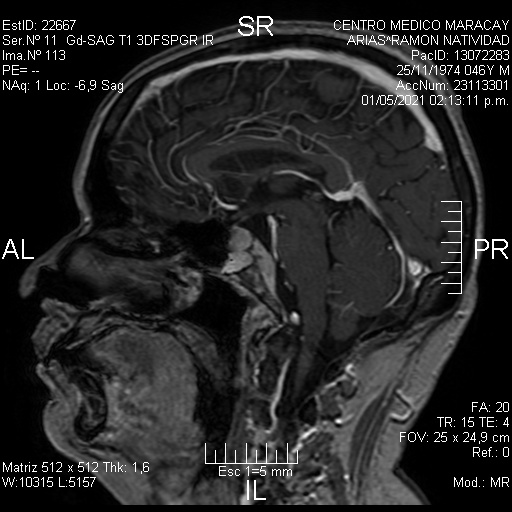 EstID: 22667
Ser.Nº 11 Gd-SAG T1 3DFSPGR IR
Ima.Nº 113
PE= --
NAq: 1 Loc: -6,9 Sag
SR
CENTRO MEDICO MARACAY
ARIAS*RAMON NATIVIDAD
PacID: 13072283
25/11/1974 046Y M
AccNum: 23113301
01/05/2021 02:13:11 p.m.
AL
PR
Matriz 512 x 512 Thk: 1,6
W:10315 L:5157
Esc 1=5 mm
IL
FA: 20
TR: 15 TE: 4
FOV: 25 x 24,9 cm
Ref.: 0
Mod.: MR